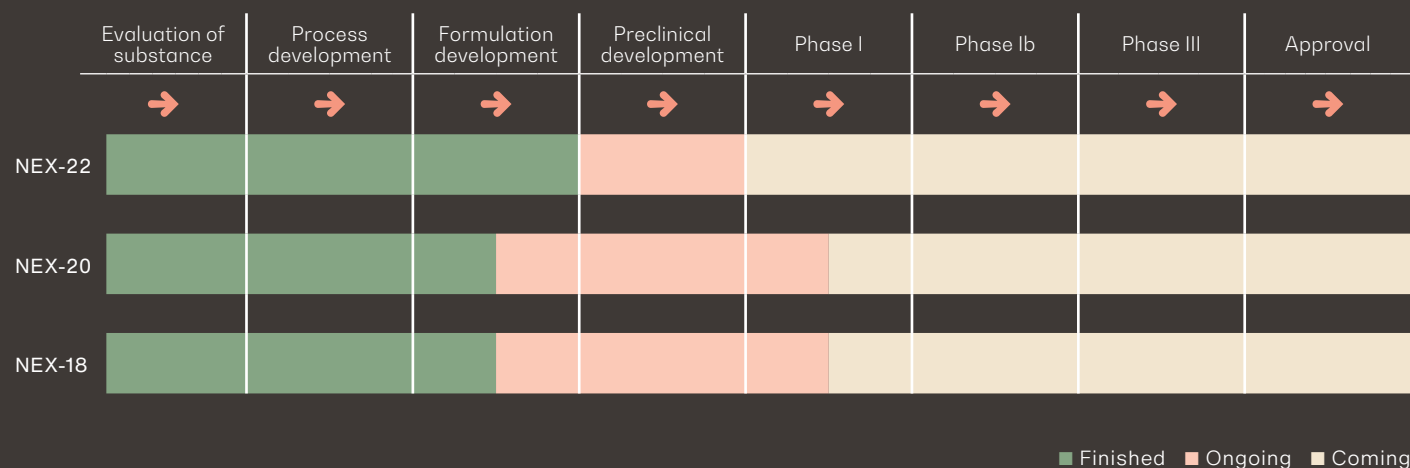 Evaluation of
substance
Process
development
Formulation
development
Preclinical
development
Phase I
Phase Ib
Phase III
Approval
NEX-22
NEX-20
NEX-18
Finished
Ongoing
Coming